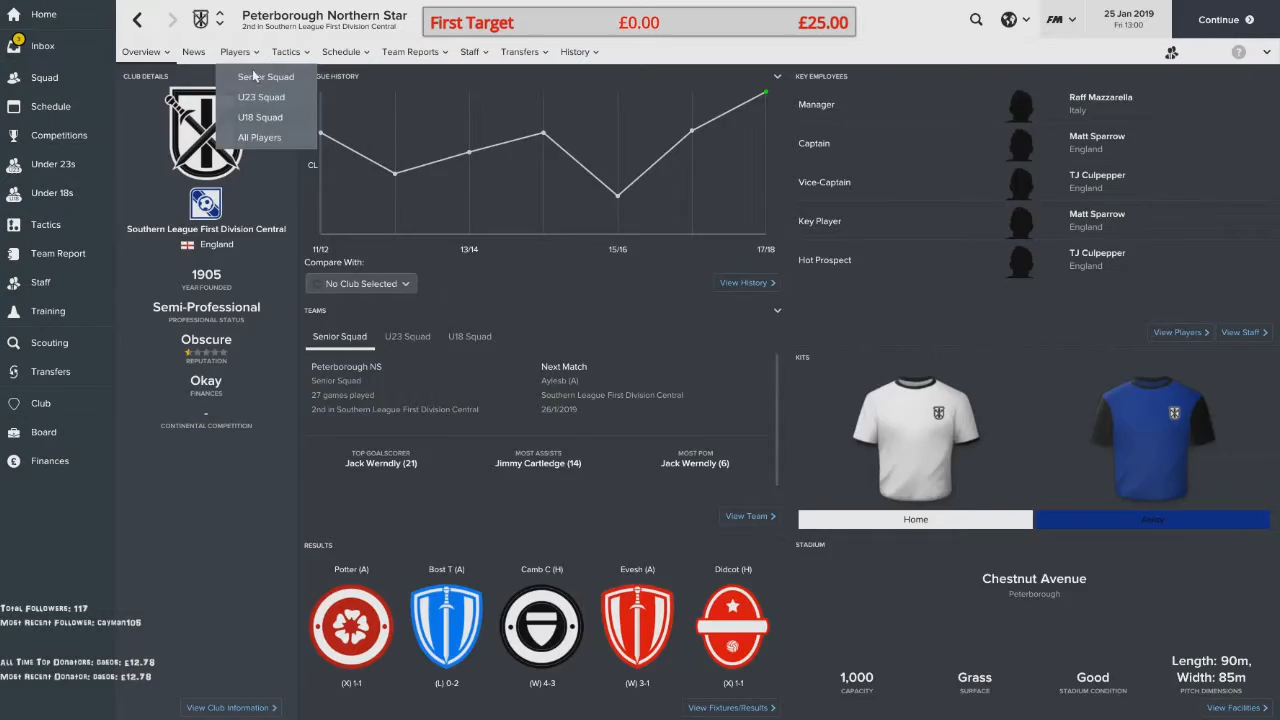 Home
Peterborough Northern Star
2nd in Southern League First Division Central
First Target £0.00 £25.00
FM
25 Jan 2019
Fri 13:00
Continue
3
Inbox
Overview News Players Tactics Schedule Team Reports Staff Transfers History
?
Squad
Schedule
Competitions
U23
Under 23s
U18
Under 18s
Tactics
Team Report
Staff
Training
Scouting
Transfers
Club
Board
Finances
CLUB DETAILS
Senior Squad
U23 Squad
U18 Squad
All Players
Southern League First Division Central
England
1905
YEAR FOUNDED
Semi-Professional
PROFESSIONAL STATUS
Obscure
REPUTATION
Okay
FINANCES
-
CONTINENTAL COMPETITION
View Club Information
GUE HISTORY
CL
11/12 13/14 15/16 17/18
Compare With:
No Club Selected
View History
TEAMS
Senior Squad U23 Squad U18 Squad
Peterborough NS
Senior Squad
27 games played
2nd in Southern League First Division Central
Next Match
Aylesb (A)
Southern League First Division Central
26/1/2019
TOP GOALSCORER
Jack Werndly (21)
MOST ASSISTS
Jimmy Cartledge (14)
MOST POM
Jack Werndly (6)
View Team
RESULTS
Potter (A) Bost T (A) Camb C (H) Evesh (A) Didcot (H)
(X) 1-1 (L) 0-2 (W) 4-3 (W) 3-1 (X) 1-1
View Fixtures/Results
KEY EMPLOYEES
Manager
Raff Mazzarella
Italy
Captain
Matt Sparrow
England
Vice-Captain
TJ Culpepper
England
Key Player
Matt Sparrow
England
Hot Prospect
TJ Culpepper
England
View Players View Staff
KITS
Home Away
STADIUM
Chestnut Avenue
Peterborough
1,000
CAPACITY
Grass
SURFACE
Good
STADIUM CONDITION
Length: 90m,
Width: 85m
PITCH DIMENSIONS
View Facilities
Total Followers: 117
Most Recent Follower: Cayman105
All Time Top Donators: daede: £12.78
Most Recent Donator: daede: £12.78